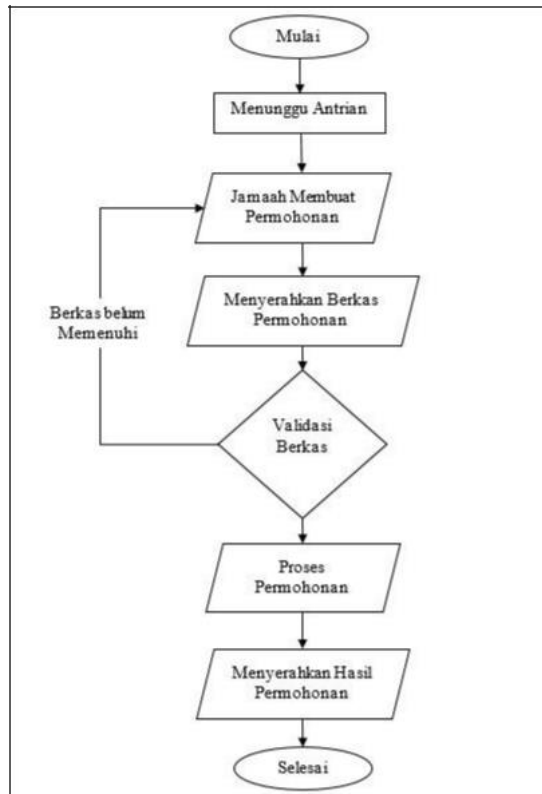 Mulai
Menunggu Antrian
Jamaah Membuat
Permohonan
Menyerahkan Berkas
Permohonan
Berkas belum
Memenuhi
Validasi
Berkas
Proses
Permohonan
Menyerahkan Hasil
Permohonan
Selesai